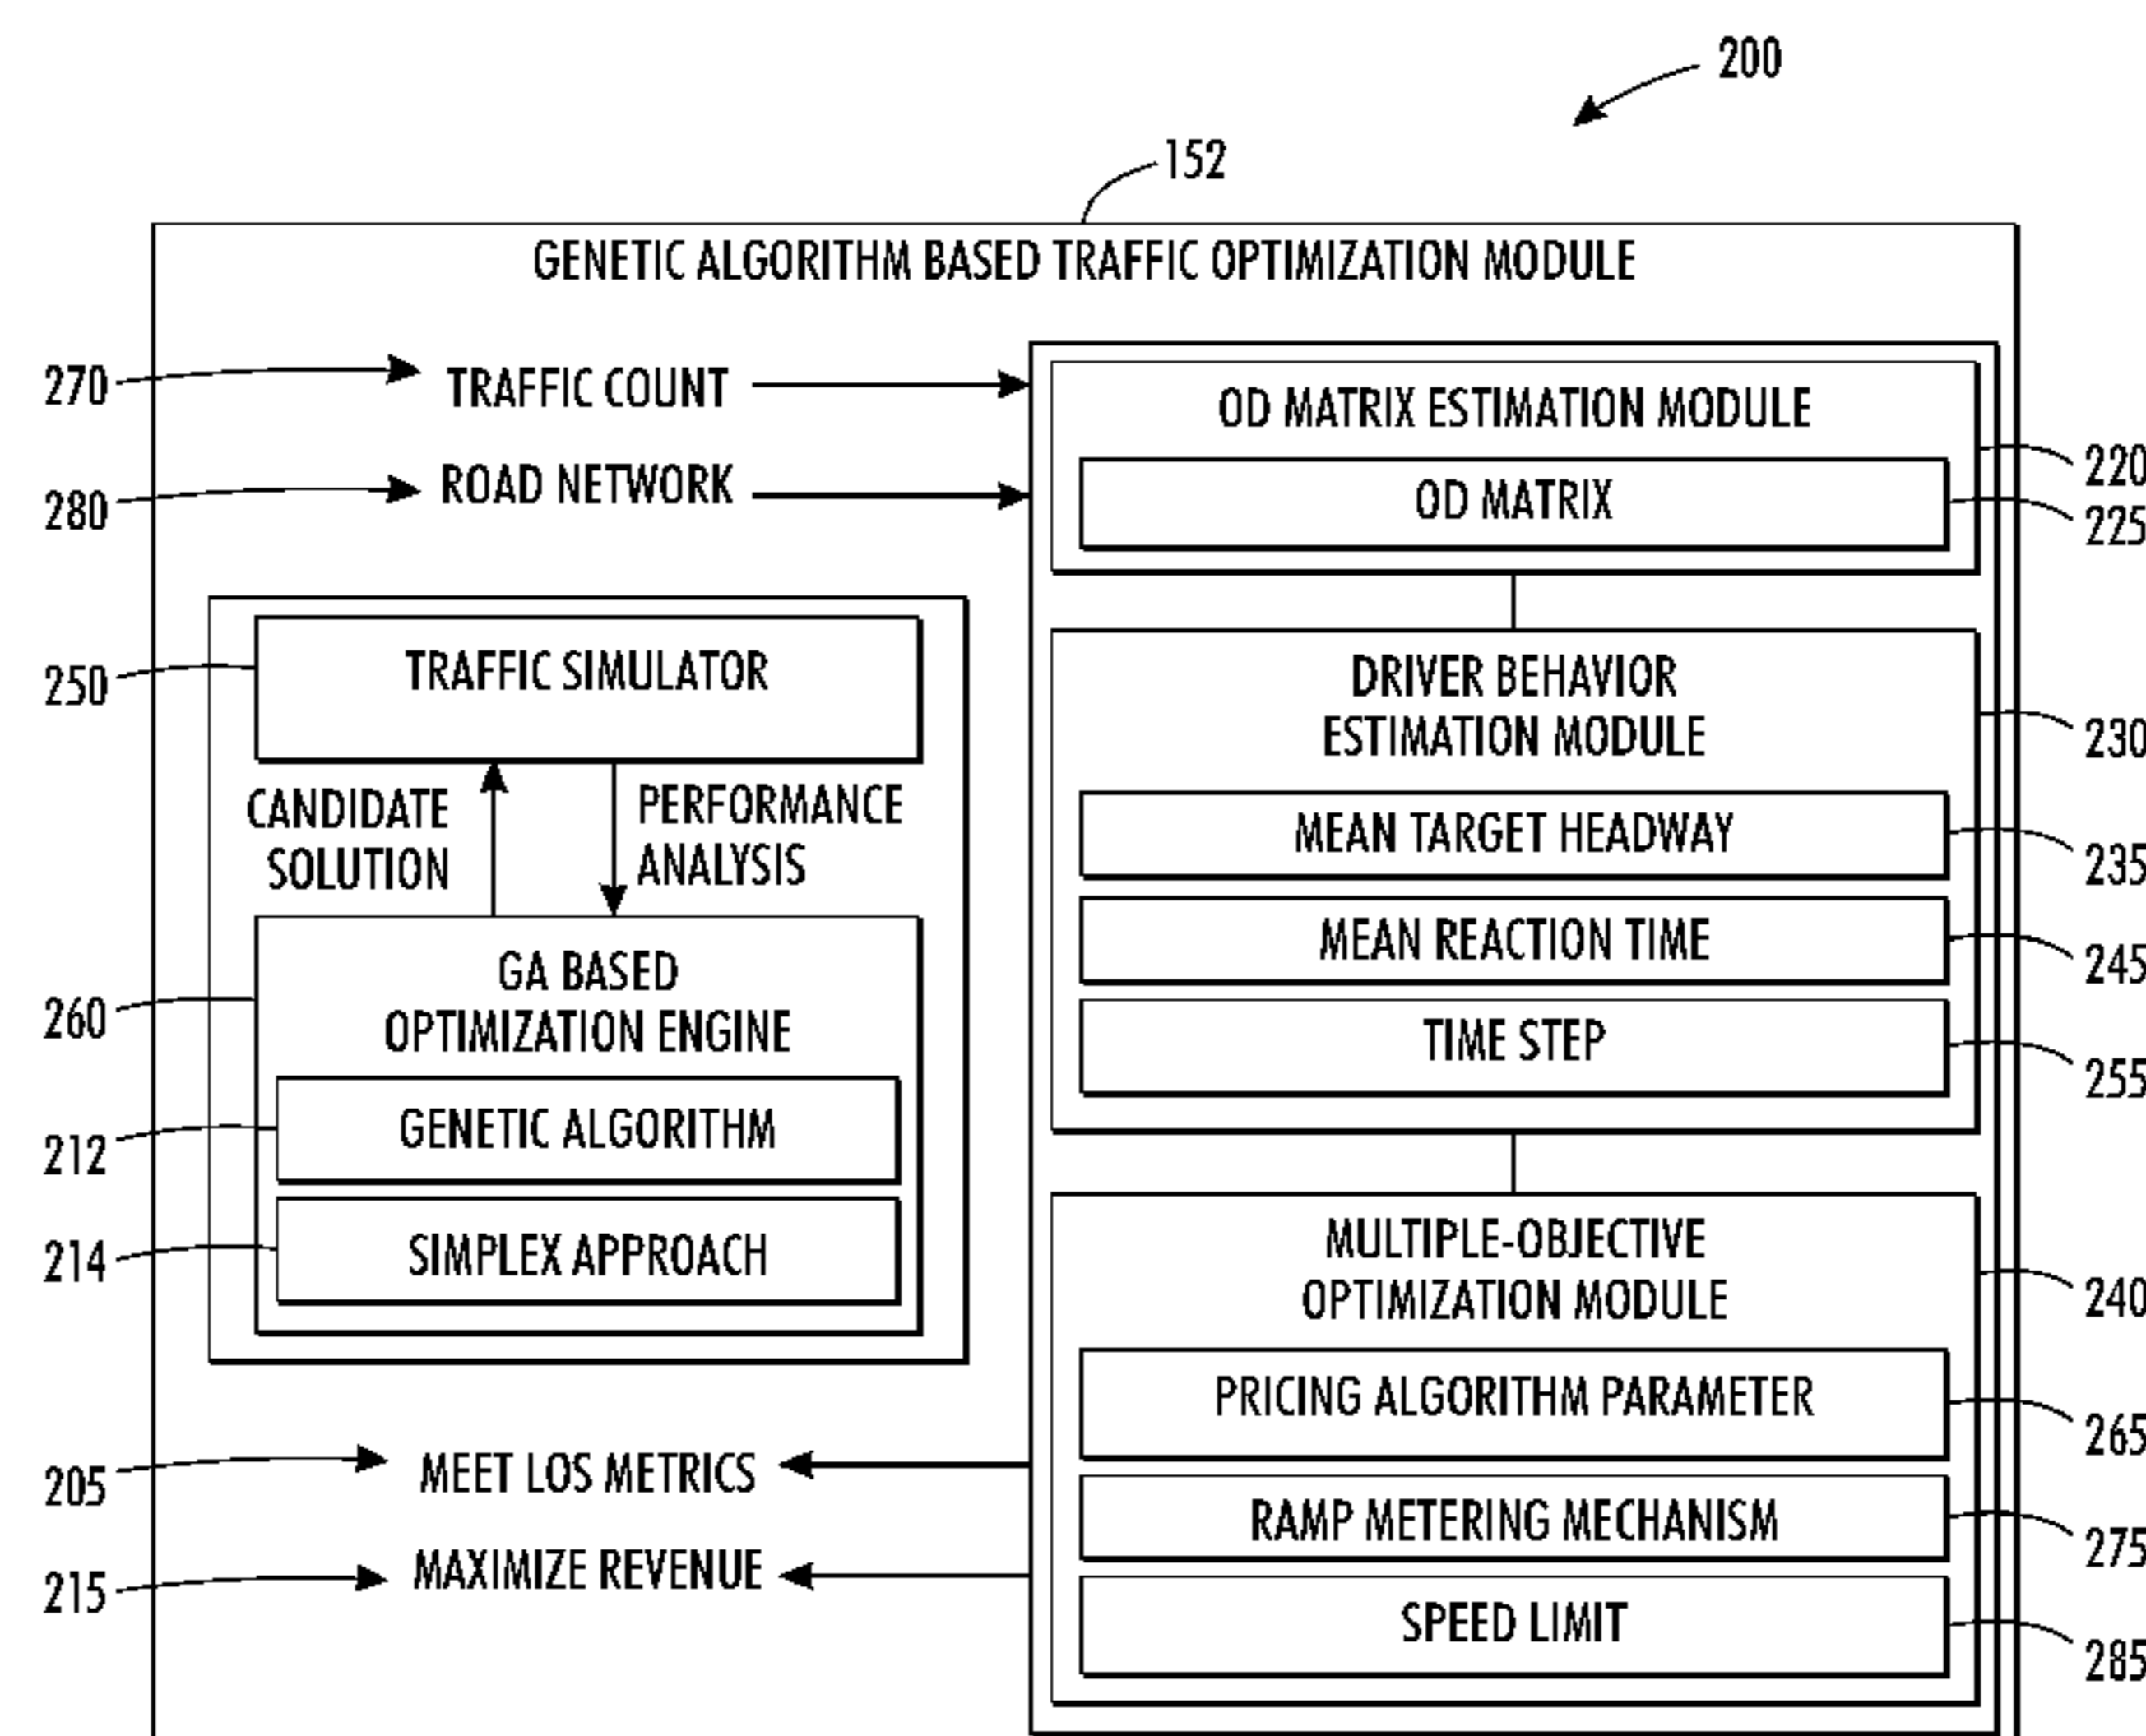 200
152
GENETIC ALGORITHM BASED TRAFFIC OPTIMIZATION MODULE
270
TRAFFIC COUNT
280
ROAD NETWORK
OD MATRIX ESTIMATION MODULE
220
OD MATRIX
225
250
TRAFFIC SIMULATOR
CANDIDATE
SOLUTION
PERFORMANCE
ANALYSIS
260
GA BASED
OPTIMIZATION ENGINE
212
GENETIC ALGORITHM
214
SIMPLEX APPROACH
DRIVER BEHAVIOR
ESTIMATION MODULE
230
MEAN TARGET HEADWAY
235
MEAN REACTION TIME
245
TIME STEP
255
MULTIPLE-OBJECTIVE
OPTIMIZATION MODULE
240
PRICING ALGORITHM PARAMETER
265
RAMP METERING MECHANISM
275
SPEED LIMIT
285
205
MEET LOS METRICS
215
MAXIMIZE REVENUE